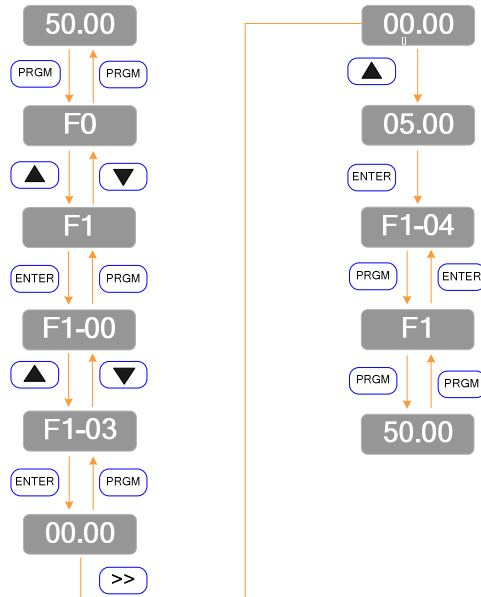 50.00
PRGM PRGM
F0
F1
ENTER PRGM
F1-00
F1-03
ENTER PRGM
00.00
>>
00.00
05.00
ENTER
F1-04
PRGM ENTER
F1
PRGM PRGM
50.00